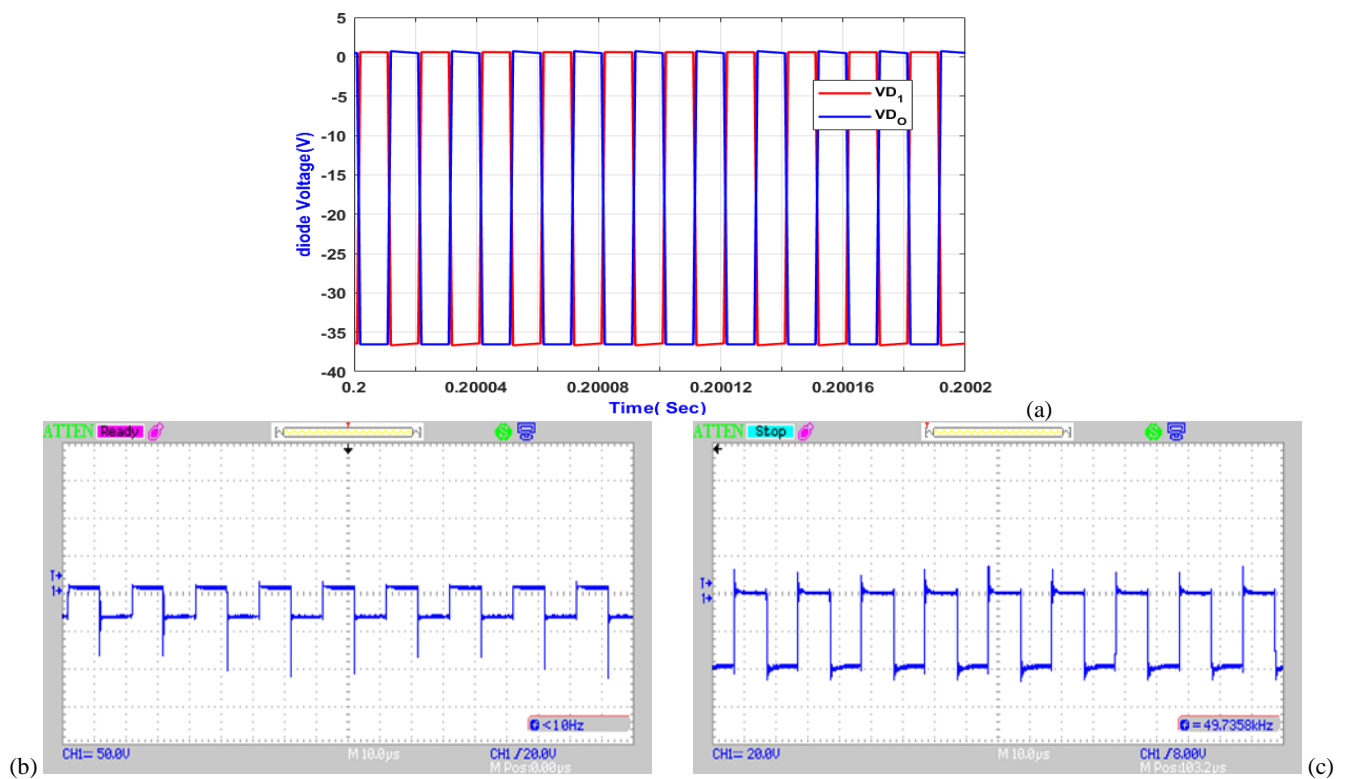 5
0
-5
-10
-15
-20
-25
-30
-35
-40
diode Voltage(V)
VD1
VDO
0.2 0.20004 0.20008 0.20012 0.20016 0.2002
Time( Sec)
(a)
ATTEN Ready
T
1
f <10Hz
CH1 50.0V M 10.0μs CH1 /20.0V
M Pos:0.00μs
(b)
ATTEN Stop
T
1
f = 49.7358kHz
CH1 20.0V M 10.0μs CH1 /8.00V
M Pos:103.2μs
(c)